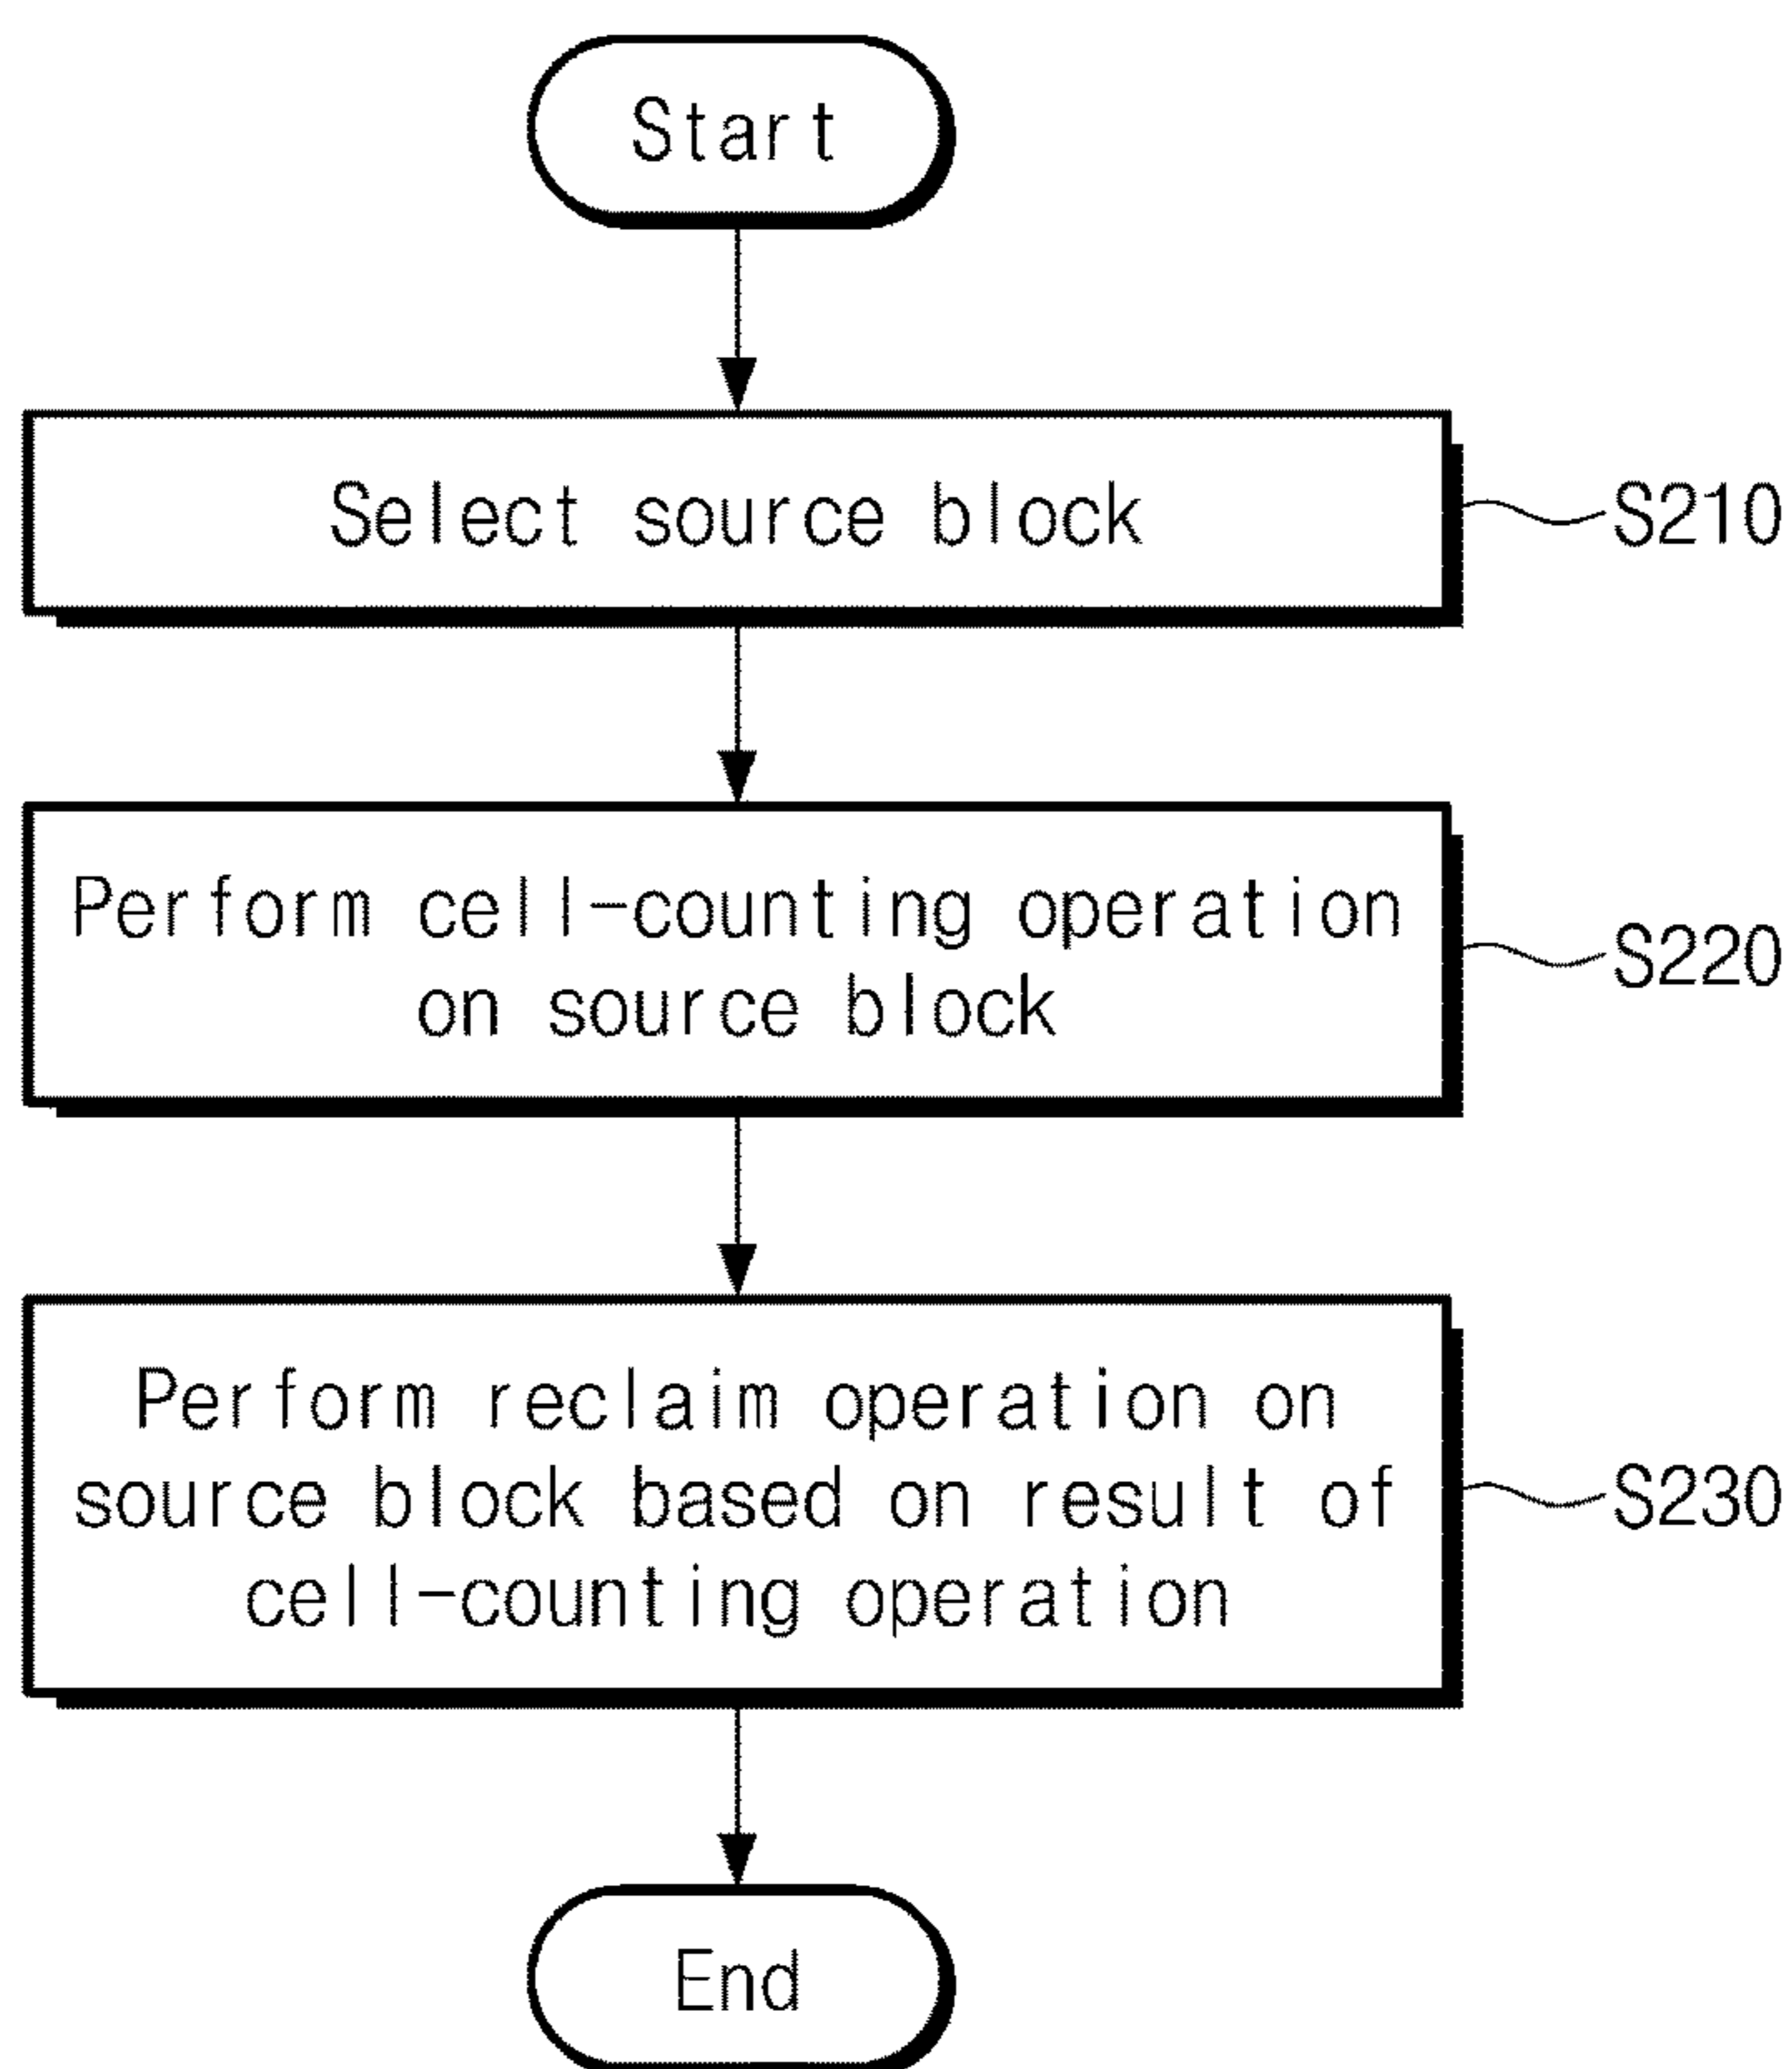 Start
Select source block
S210
Perform cell-counting operation
on source block
S220
Perform reclaim operation on
source block based on result of
cell-counting operation
S230
End